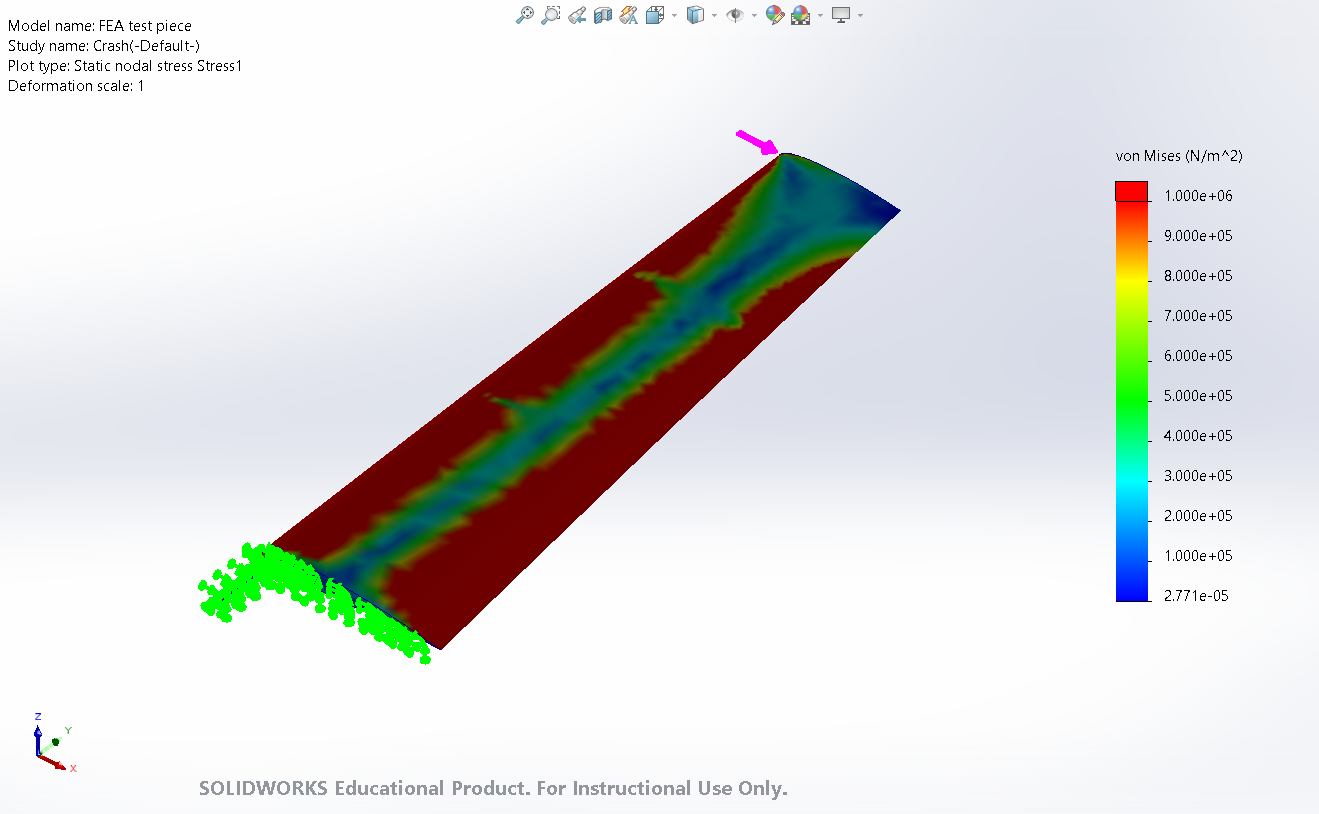 Model name: FEA test piece
Study name: Crash(-Default-)
Plot type: Static nodal stress Stress1
Deformation scale: 1
von Mises (N/m^2)
1.000e+06
9.000e+05
8.000e+05
7.000e+05
6.000e+05
5.000e+05
4.000e+05
3.000e+05
2.000e+05
1.000e+05
2.771e-05
Z
Y
X
SOLIDWORKS Educational Product. For Instructional Use Only.